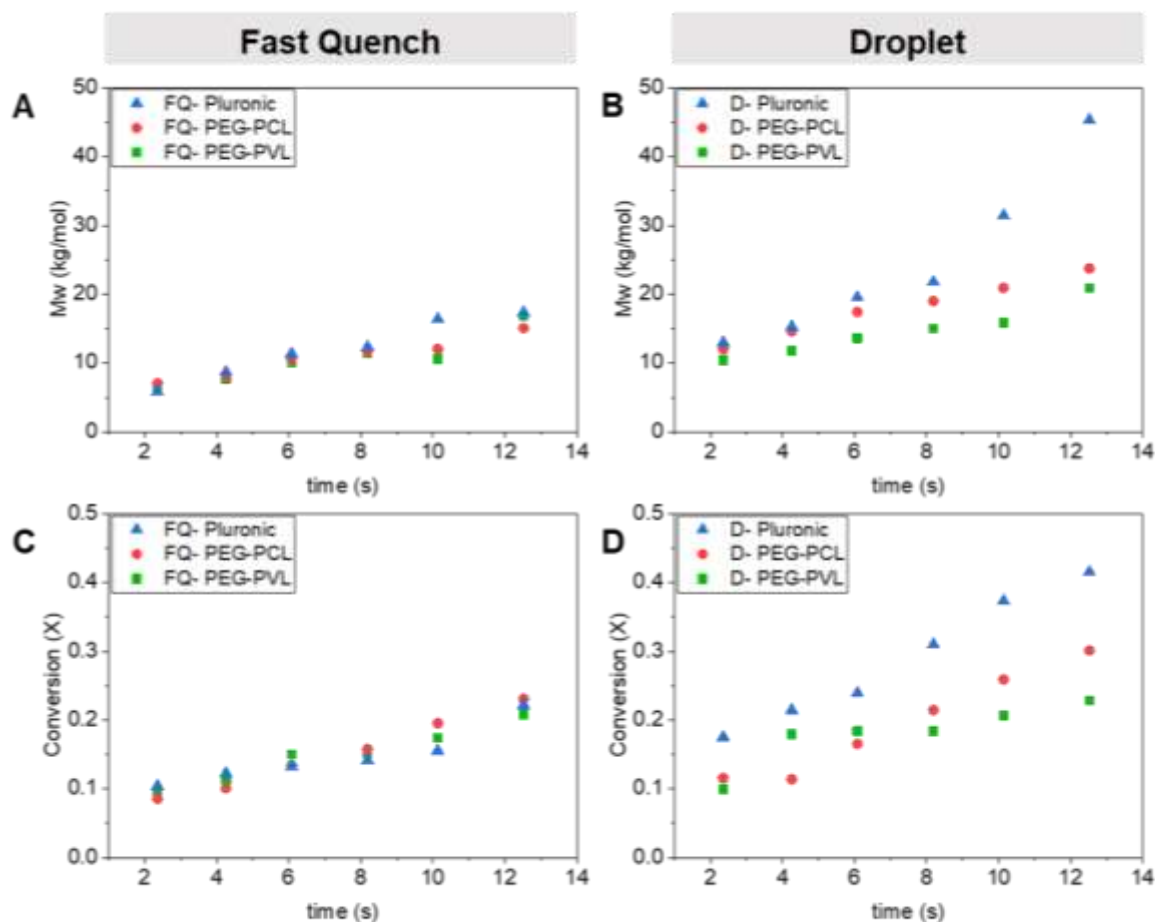 Fast Quench
Droplet
A
50
40
30
20
10
0
Mw (kg/mol)
FQ- Pluronic
FQ- PEG-PCL
FQ- PEG-PVL
2 4 6 8 10 12 14
time (s)
B
50
40
30
20
10
0
Mw (kg/mol)
D- Pluronic
D- PEG-PCL
D- PEG-PVL
2 4 6 8 10 12 14
time (s)
C
0.5
0.4
0.3
0.2
0.1
0.0
Conversion (X)
FQ- Pluronic
FQ- PEG-PCL
FQ- PEG-PVL
2 4 6 8 10 12 14
time (s)
D
0.5
0.4
0.3
0.2
0.1
0.0
Conversion (X)
D- Pluronic
D- PEG-PCL
D- PEG-PVL
2 4 6 8 10 12 14
time (s)